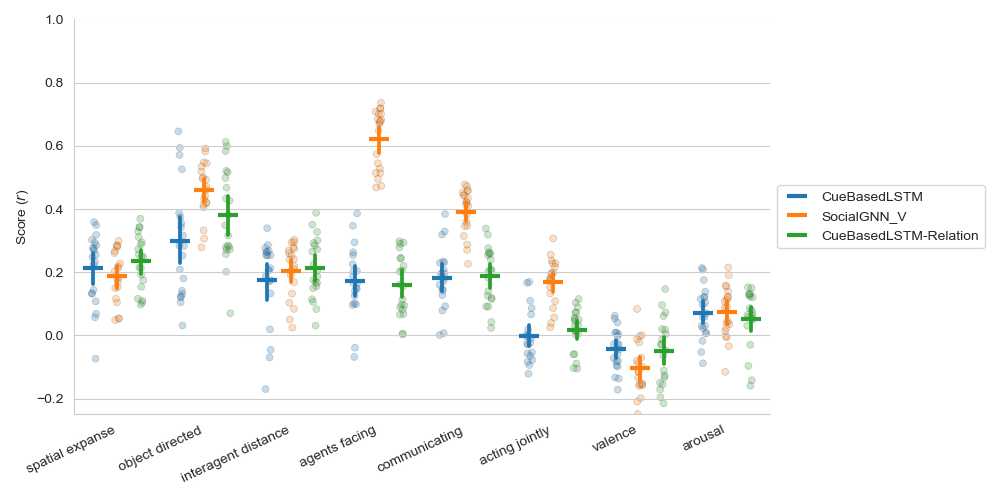 1.0
0.8
0.6
0.4
0.2
0.0
−0.2
Score (r)
spatial expanse
object directed
interagent distance
agents facing
communicating
acting jointly
valence
arousal
CueBasedLSTM
SocialGNN_V
CueBasedLSTM-Relation